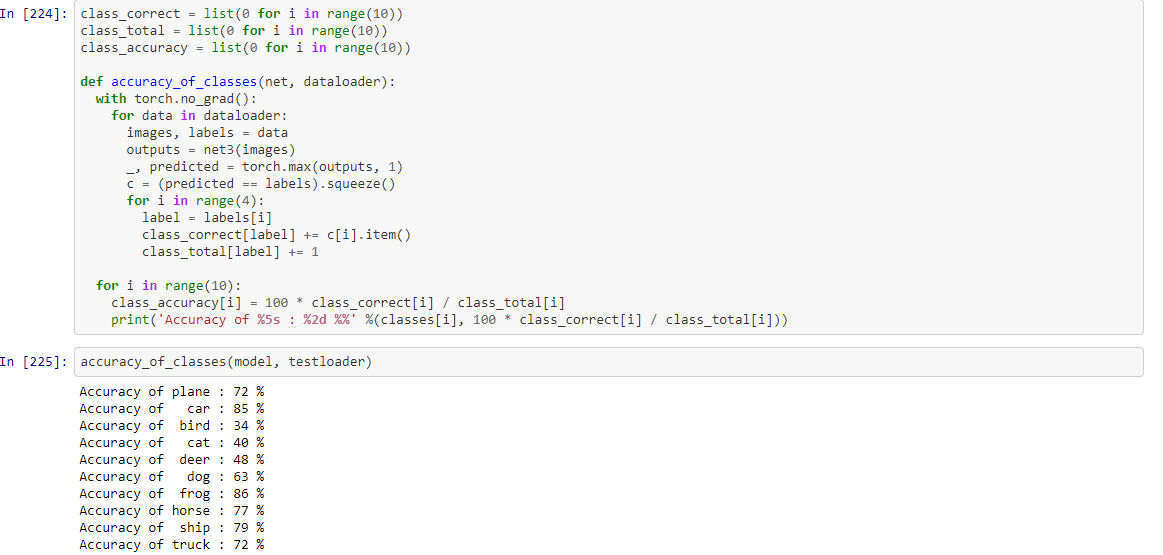 In [224]: class_correct = list(0 for i in range(10))
class_total = list(0 for i in range(10))
class_accuracy = list(0 for i in range(10))

def accuracy_of_classes(net, dataloader):
  with torch.no_grad():
    for data in dataloader:
      images, labels = data
      outputs = net3(images)
      _, predicted = torch.max(outputs, 1)
      c = (predicted == labels).squeeze()
      for i in range(4):
        label = labels[i]
        class_correct[label] += c[i].item()
        class_total[label] += 1

  for i in range(10):
    class_accuracy[i] = 100 * class_correct[i] / class_total[i]
    print('Accuracy of %5s : %2d %%' %(classes[i], 100 * class_correct[i] / class_total[i]))
In [225]: accuracy_of_classes(model, testloader)
Accuracy of plane : 72 %
Accuracy of   car : 85 %
Accuracy of  bird : 34 %
Accuracy of   cat : 40 %
Accuracy of  deer : 48 %
Accuracy of   dog : 63 %
Accuracy of  frog : 86 %
Accuracy of horse : 77 %
Accuracy of  ship : 79 %
Accuracy of truck : 72 %